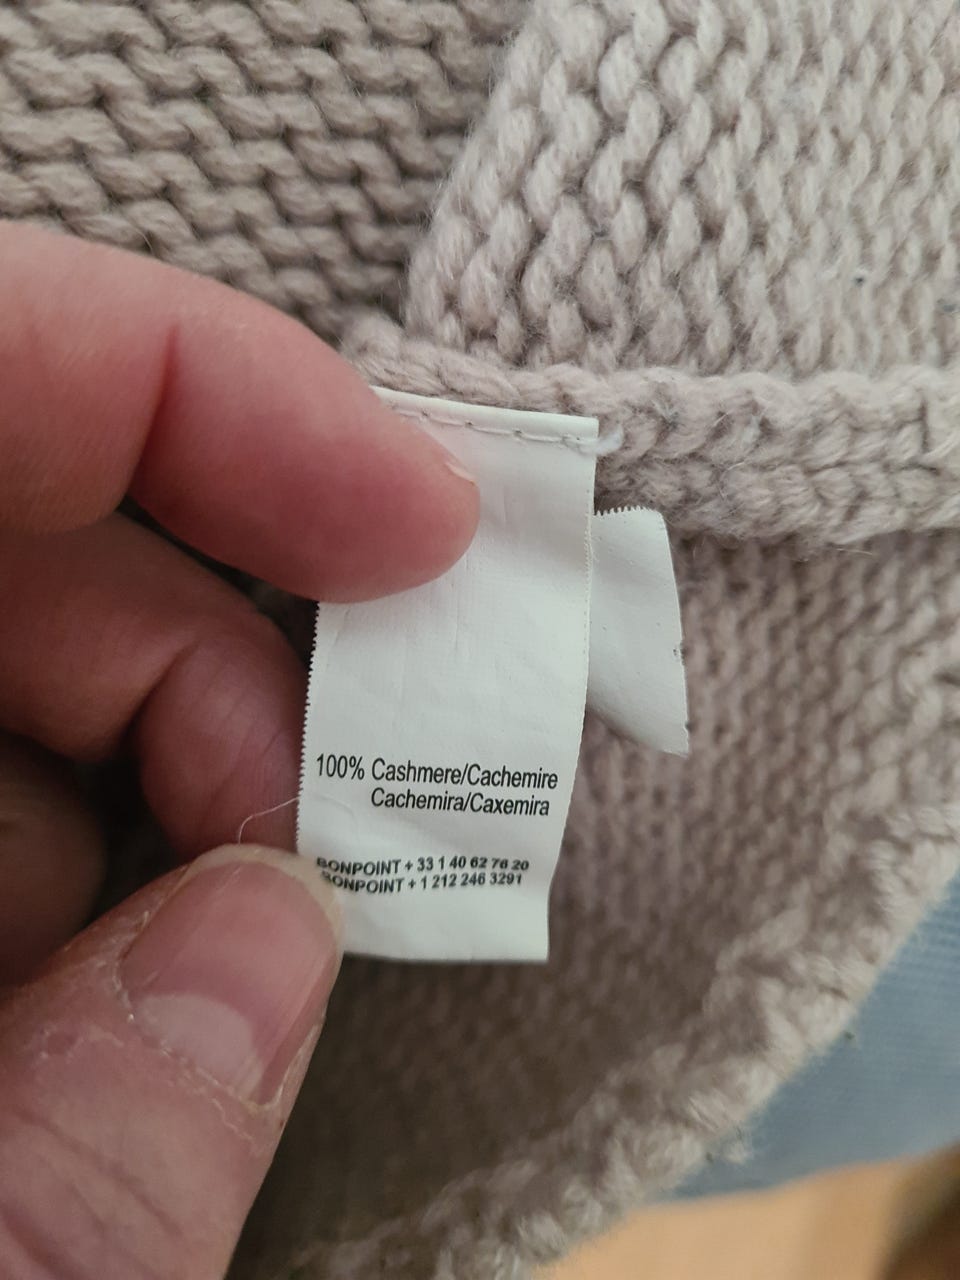 100% Cashmere/Cachemire
Cachemira/Caxemira
BONPOINT + 33 1 40 62 76 20
BONPOINT + 1 212 246 3291